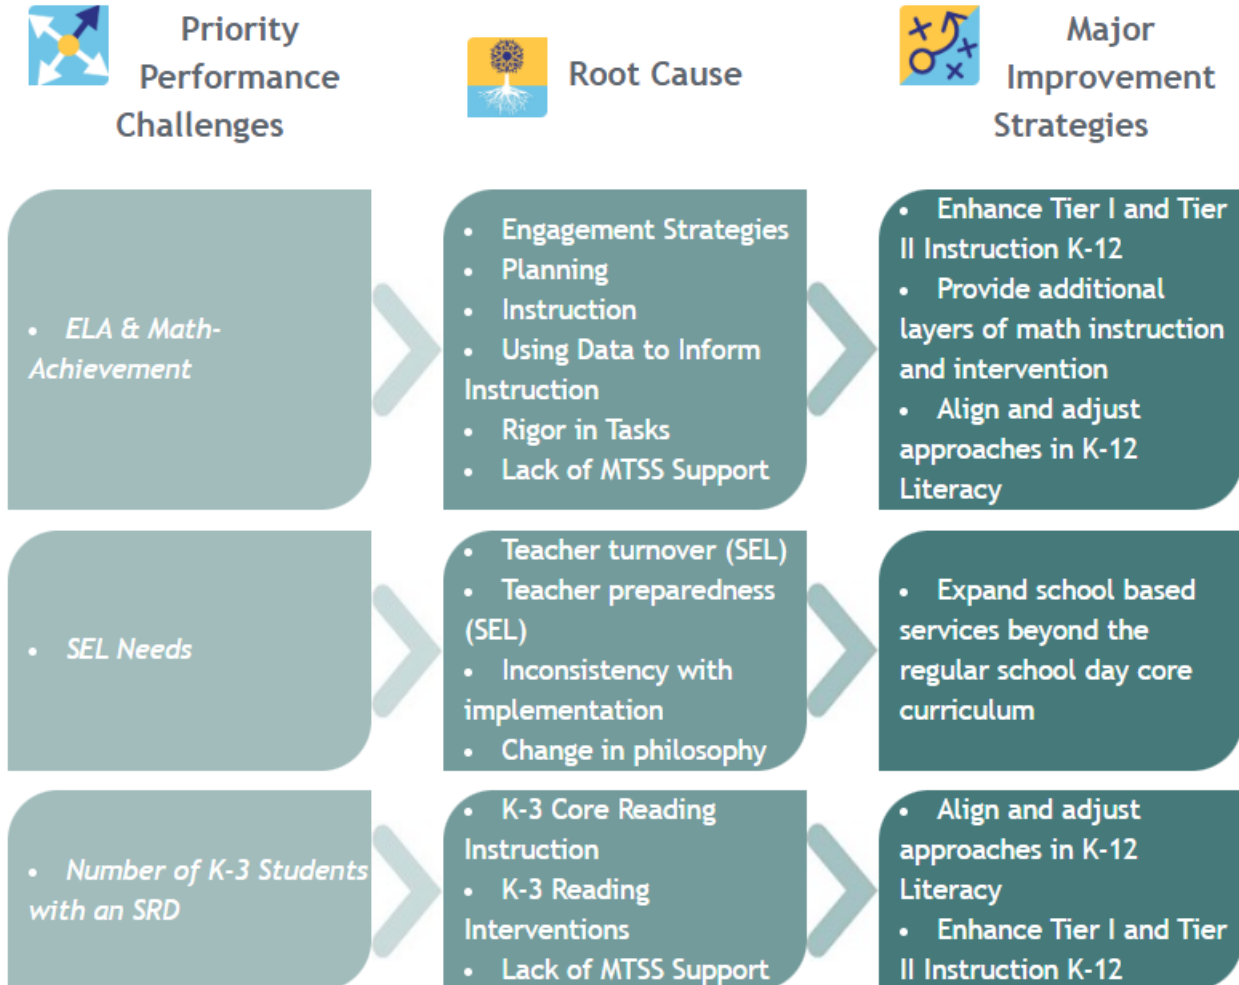 Priority
Performance
Challenges
Root Cause
Major
Improvement
Strategies
• ELA & Math-
Achievement
• Engagement Strategies
• Planning
• Instruction
• Using Data to Inform
Instruction
• Rigor in Tasks
• Lack of MTSS Support
• Enhance Tier I and Tier
II Instruction K-12
• Provide additional
layers of math instruction
and intervention
• Align and adjust
approaches in K-12
Literacy
• SEL Needs
• Teacher turnover (SEL)
• Teacher preparedness
(SEL)
• Inconsistency with
implementation
• Change in philosophy
• Expand school based
services beyond the
regular school day core
curriculum
• Number of K-3 Students
with an SRD
• K-3 Core Reading
Instruction
• K-3 Reading
Interventions
• Lack of MTSS Support
• Align and adjust
approaches in K-12
Literacy
• Enhance Tier I and Tier
II Instruction K-12